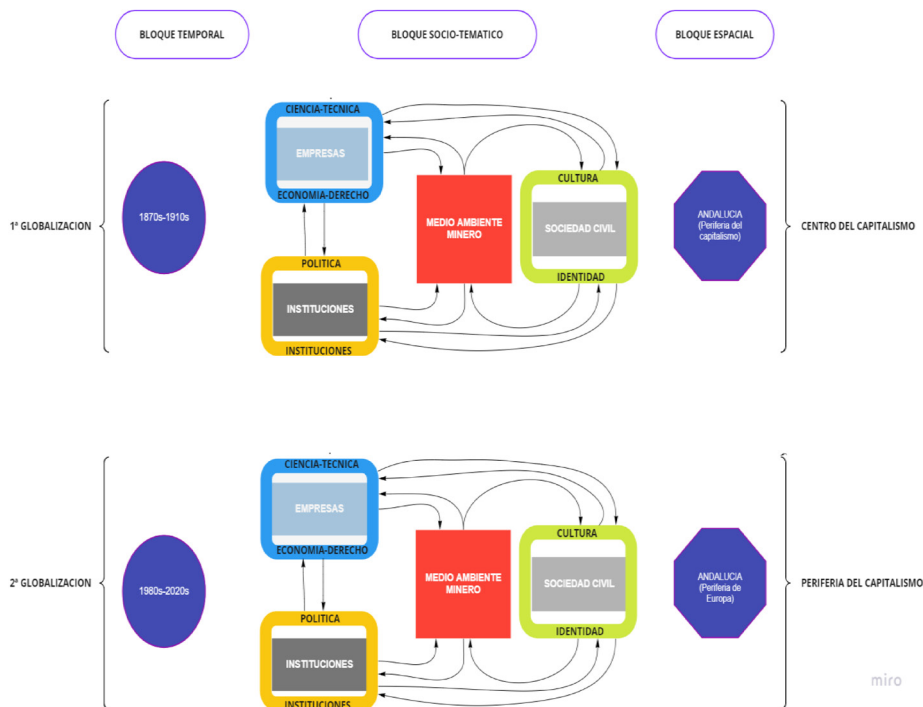 BLOQUE TEMPORAL
BLOQUE SOCIO-TEMATICO
BLOQUE ESPACIAL
CIENCIA-TECNICA
EMPRESAS
ECONOMIA-DERECHO
CULTURA
1870s-1910s
1ª GLOBALIZACION
MEDIO AMBIENTE
MINERO
SOCIEDAD CIVIL
ANDALUCIA
(Periferia del
capitalismo)
CENTRO DEL CAPITALISMO
POLITICA
IDENTIDAD
INSTITUCIONES
INSTITUCIONES
CIENCIA-TECNICA
EMPRESAS
ECONOMIA-DERECHO
CULTURA
2ª GLOBALIZACION
1980s-2020s
MEDIO AMBIENTE
MINERO
SOCIEDAD CIVIL
ANDALUCIA
(Periferia de
Europa)
PERIFERIA DEL CAPITALISMO
POLITICA
IDENTIDAD
INSTITUCIONES
INSTITUCIONES
miro